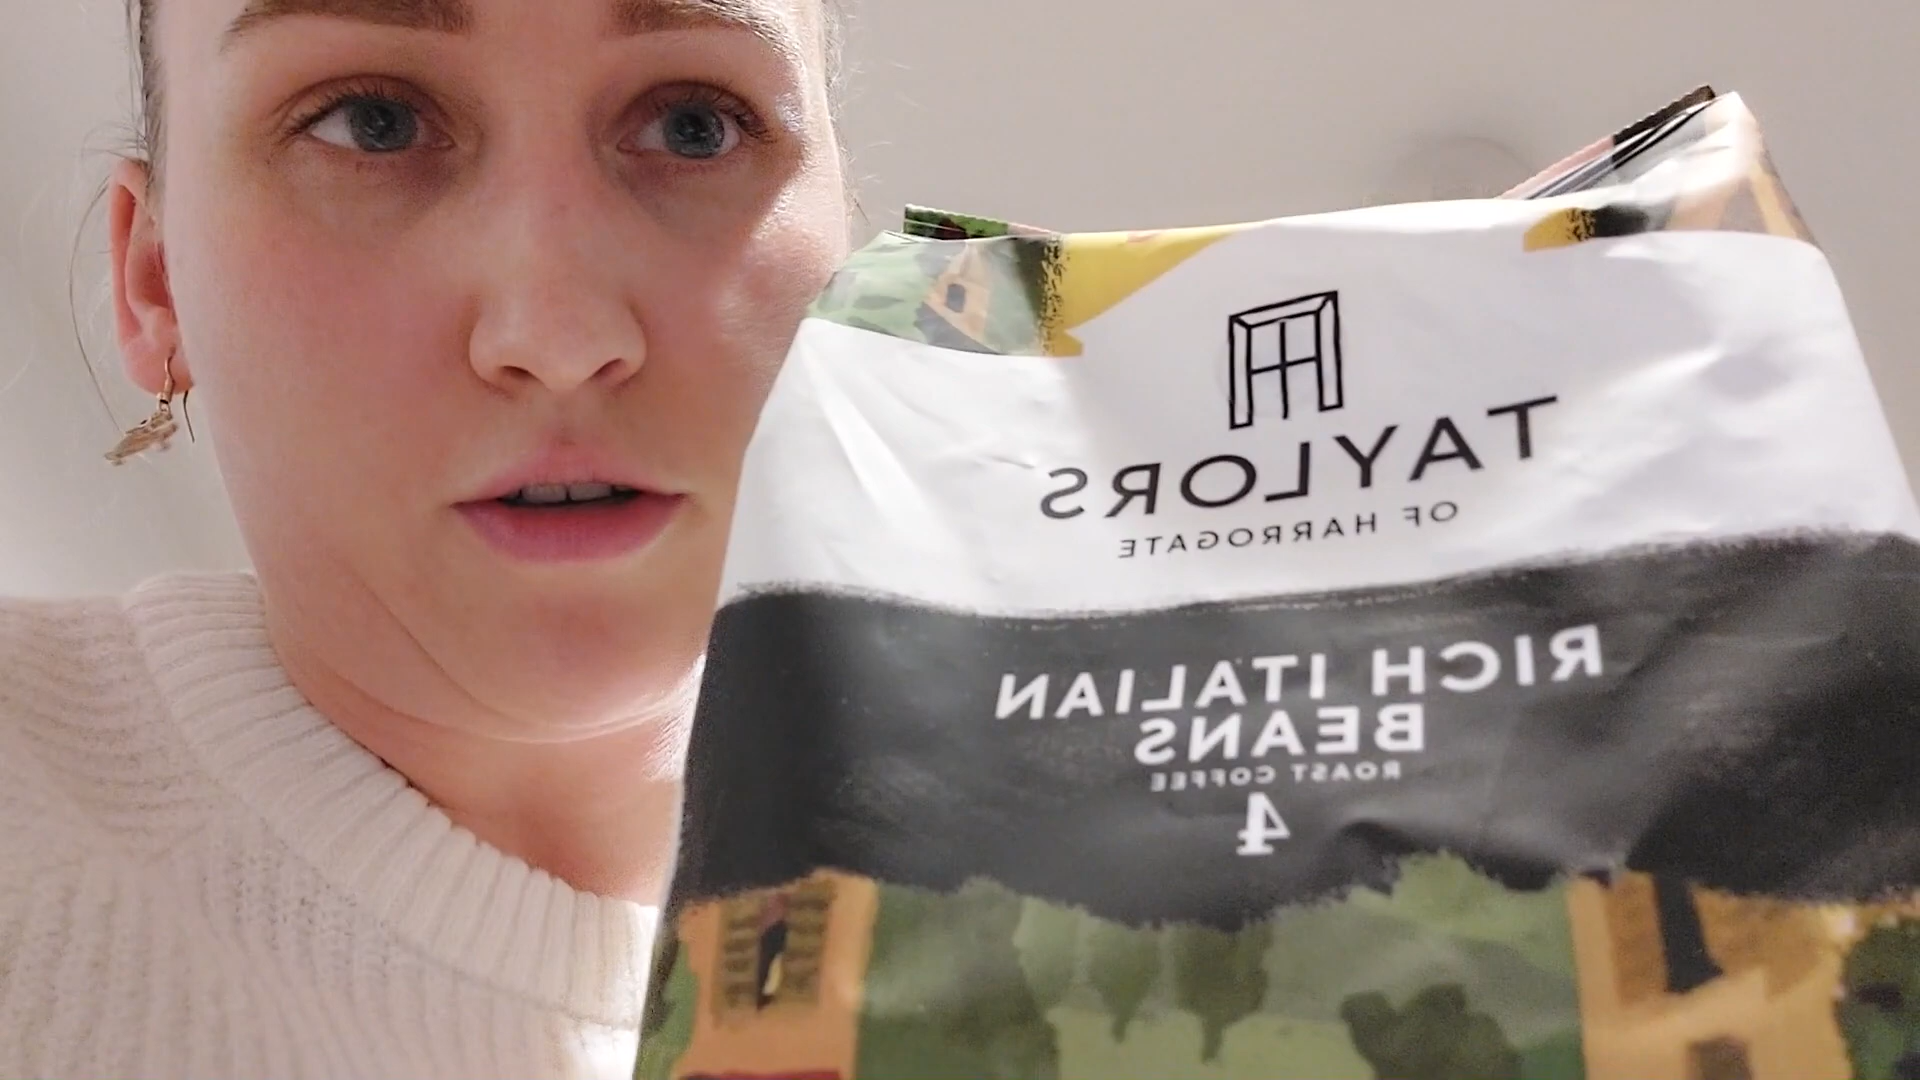 TAYLORS
OF HARROGATE
RICH ITALIAN
BEANS
ROAST COFFEE
4